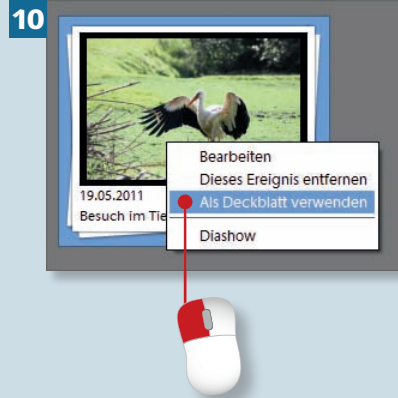 10
Bearbeiten
Dieses Ereignis entfernen
19.05.2011
Als Deckblatt verwenden
Besuch im Tie
Diashow